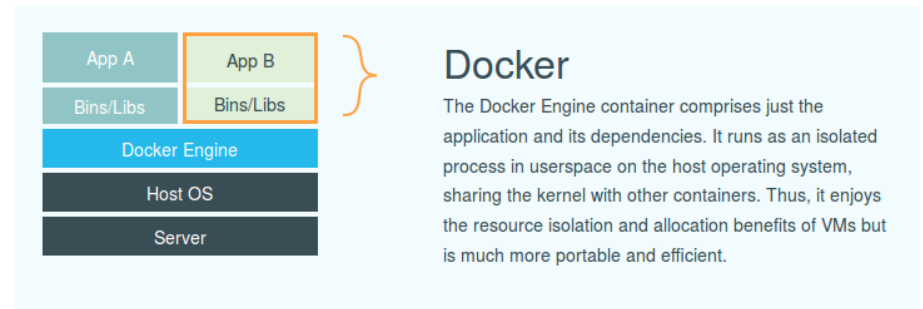 App A
App B
Bins/Libs
Bins/Libs
Docker Engine
Host OS
Server
Docker
The Docker Engine container comprises just the
application and its dependencies. It runs as an isolated
process in userspace on the host operating system,
sharing the kernel with other containers. Thus, it enjoys
the resource isolation and allocation benefits of VMs but
is much more portable and efficient.